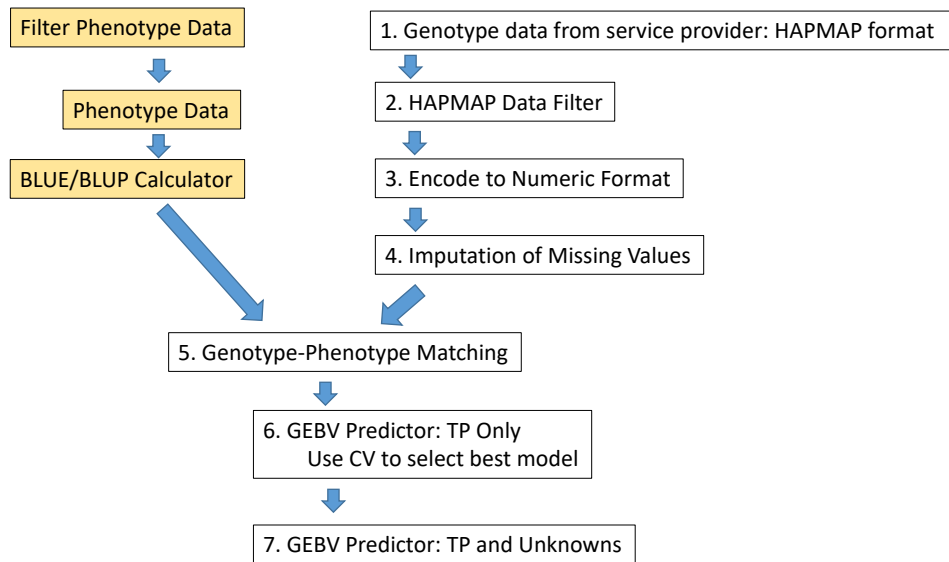 Filter Phenotype Data
Phenotype Data
BLUE/BLUP Calculator
1. Genotype data from service provider: HAPMAP format
2. HAPMAP Data Filter
3. Encode to Numeric Format
4. Imputation of Missing Values
5. Genotype-Phenotype Matching
6. GEBV Predictor: TP Only
Use CV to select best model
7. GEBV Predictor: TP and Unknowns